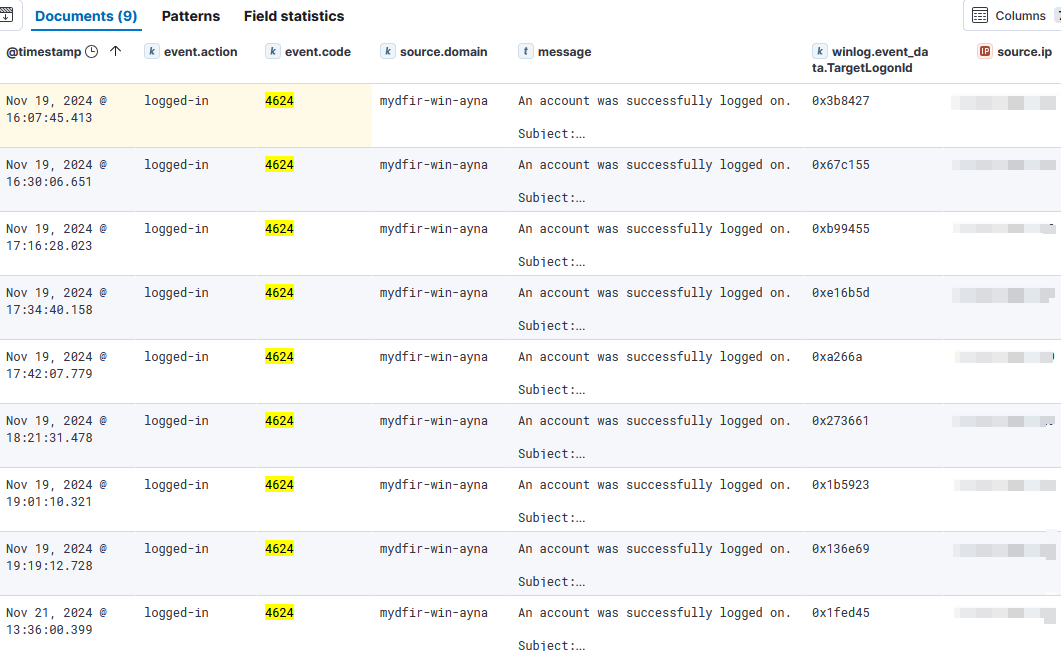 Documents (9) Patterns Field statistics Columns
@timestamp k event.action k event.code k source.domain t message k winlog.event_da
ta.TargetLogonId IP source.ip
Nov 19, 2024 @ logged-in 4624 mydfir-win-ayna An account was successfully logged on. 0x3b8427
16:07:45.413
Subject:...
Nov 19, 2024 @ logged-in 4624 mydfir-win-ayna An account was successfully logged on. 0x67c155
16:30:06.651
Subject:...
Nov 19, 2024 @ logged-in 4624 mydfir-win-ayna An account was successfully logged on. 0xb99455
17:16:28.023
Subject:...
Nov 19, 2024 @ logged-in 4624 mydfir-win-ayna An account was successfully logged on. 0xe16b5d
17:34:40.158
Subject:...
Nov 19, 2024 @ logged-in 4624 mydfir-win-ayna An account was successfully logged on. 0xa266a
17:42:07.779
Subject:...
Nov 19, 2024 @ logged-in 4624 mydfir-win-ayna An account was successfully logged on. 0x273661
18:21:31.478
Subject:...
Nov 19, 2024 @ logged-in 4624 mydfir-win-ayna An account was successfully logged on. 0x1b5923
19:01:10.321
Subject:...
Nov 19, 2024 @ logged-in 4624 mydfir-win-ayna An account was successfully logged on. 0x136e69
19:19:12.728
Subject:...
Nov 21, 2024 @ logged-in 4624 mydfir-win-ayna An account was successfully logged on. 0x1fed45
13:36:00.399
Subject:...